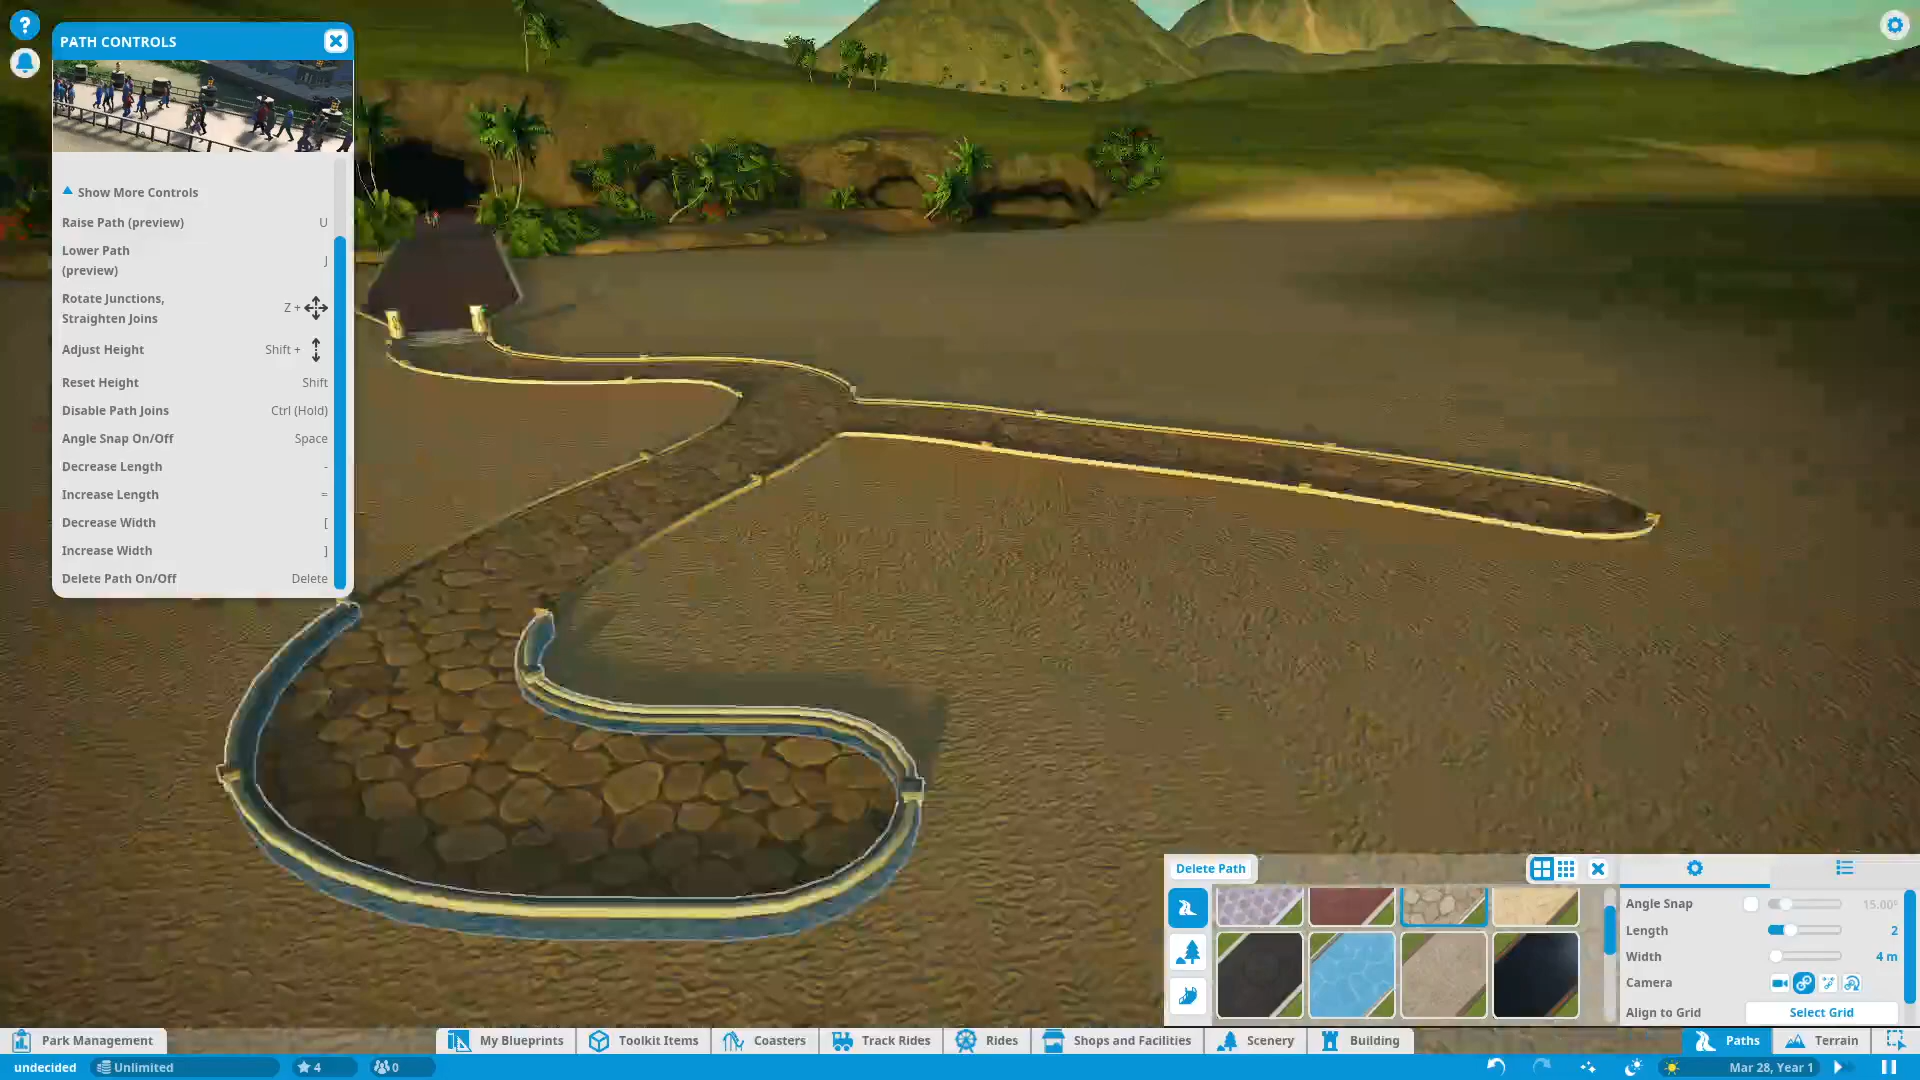 ?
PATH CONTROLS
Show More Controls
Raise Path (preview) U
Lower Path
(preview) J
Rotate Junctions,
Straighten Joins Z +
Adjust Height Shift +
Reset Height Shift
Disable Path Joins Ctrl (Hold)
Angle Snap On/Off Space
Decrease Length -
Increase Length =
Decrease Width [
Increase Width ]
Delete Path On/Off Delete
Delete Path
Angle Snap 15.00°
Length 2
Width 4 m
Camera
Align to Grid Select Grid
Park Management My Blueprints Toolkit Items Coasters Track Rides Rides Shops and Facilities Scenery Building Paths Terrain
undecided Unlimited 4 0 Mar 28, Year 1